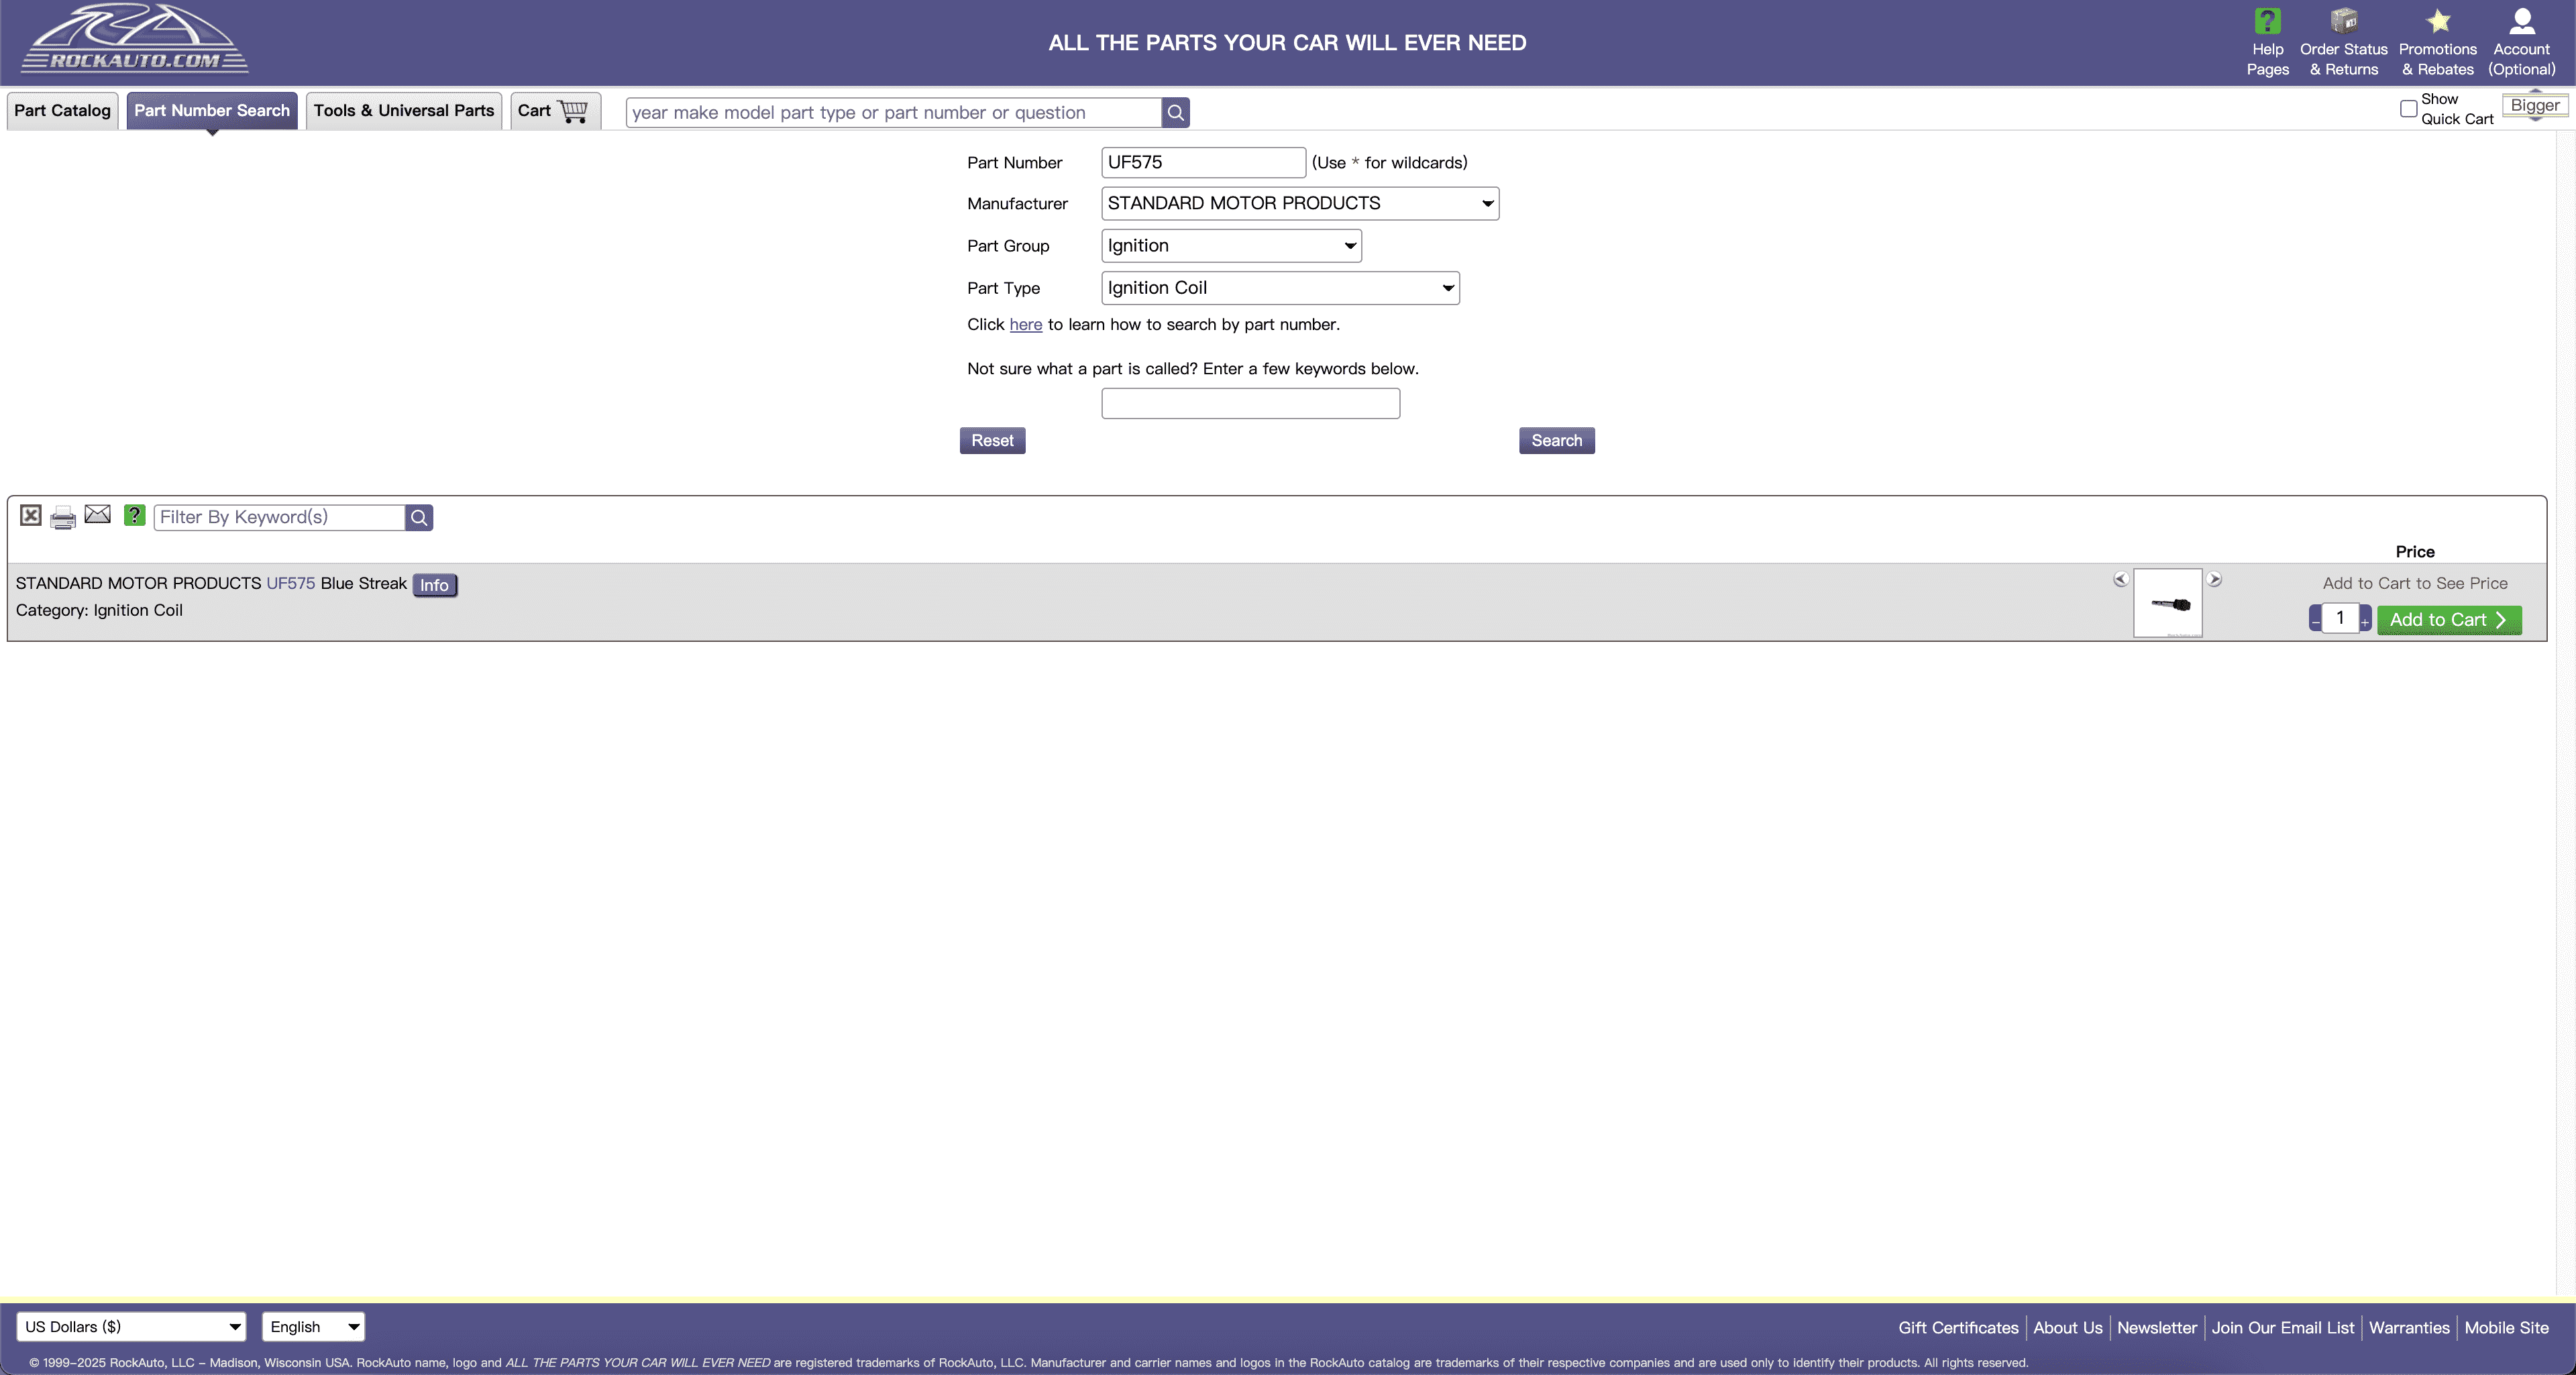 ROCKAUTO.COM
ALL THE PARTS YOUR CAR WILL EVER NEED
Help Pages
Order Status & Returns
Promotions & Rebates
Account (Optional)
Part Catalog
Part Number Search
Tools & Universal Parts
Cart
year make model part type or part number or question
Show Quick Cart
Bigger
Part Number UF575 (Use * for wildcards)
Manufacturer STANDARD MOTOR PRODUCTS
Part Group Ignition
Part Type Ignition Coil
Click here to learn how to search by part number.
Not sure what a part is called? Enter a few keywords below.
Reset
Search
Filter By Keyword(s)
Price
STANDARD MOTOR PRODUCTS UF575 Blue Streak Info
Category: Ignition Coil
Add to Cart to See Price
- 1 + Add to Cart
US Dollars ($)
English
Gift Certificates About Us Newsletter Join Our Email List Warranties Mobile Site
© 1999-2025 RockAuto, LLC - Madison, Wisconsin USA. RockAuto name, logo and ALL THE PARTS YOUR CAR WILL EVER NEED are registered trademarks of RockAuto, LLC. Manufacturer and carrier names and logos in the RockAuto catalog are trademarks of their respective companies and are used only to identify their products. All rights reserved.